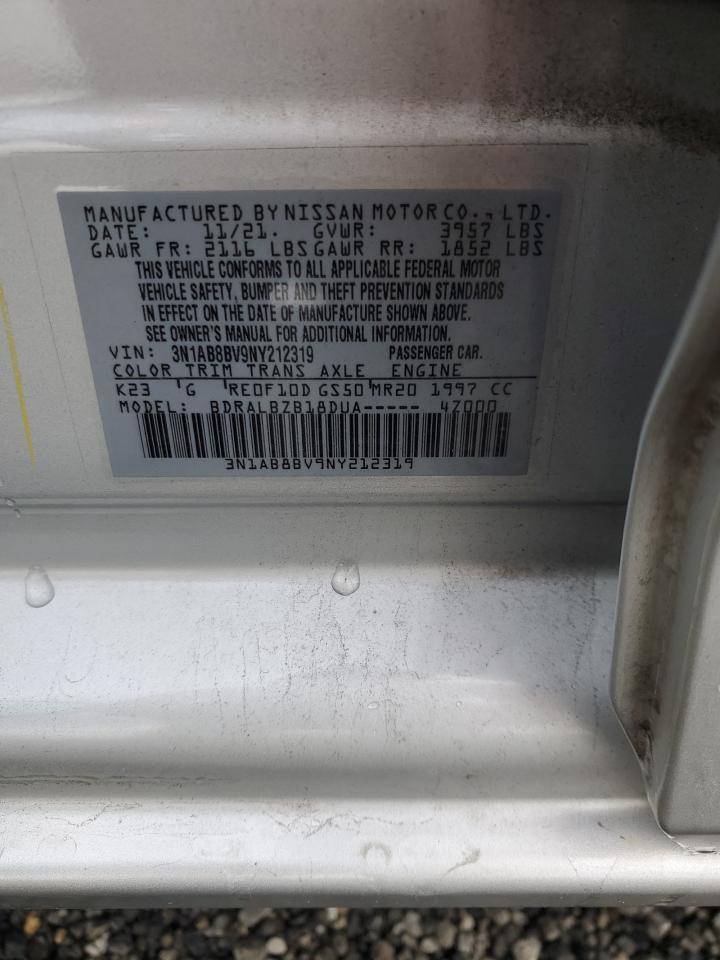 MANUFACTURED BY NISSAN MOTOR CO., LTD.
DATE: 11/21. GVWR: 3957 LBS
GAWR FR: 2116 LBS GAWR RR: 1852 LBS
THIS VEHICLE CONFORMS TO ALL APPLICABLE FEDERAL MOTOR
VEHICLE SAFETY, BUMPER AND THEFT PREVENTION STANDARDS
IN EFFECT ON THE DATE OF MANUFACTURE SHOWN ABOVE.
SEE OWNER'S MANUAL FOR ADDITIONAL INFORMATION.
VIN: 3N1AB8BV9NY212319 PASSENGER CAR.
COLOR TRIM TRANS AXLE ENGINE
K23 'G RE0F10D GS50 MR20 1997 CC
MODEL: BDRALBZB18DUA----- 47000
3N1AB8BV9NY212319